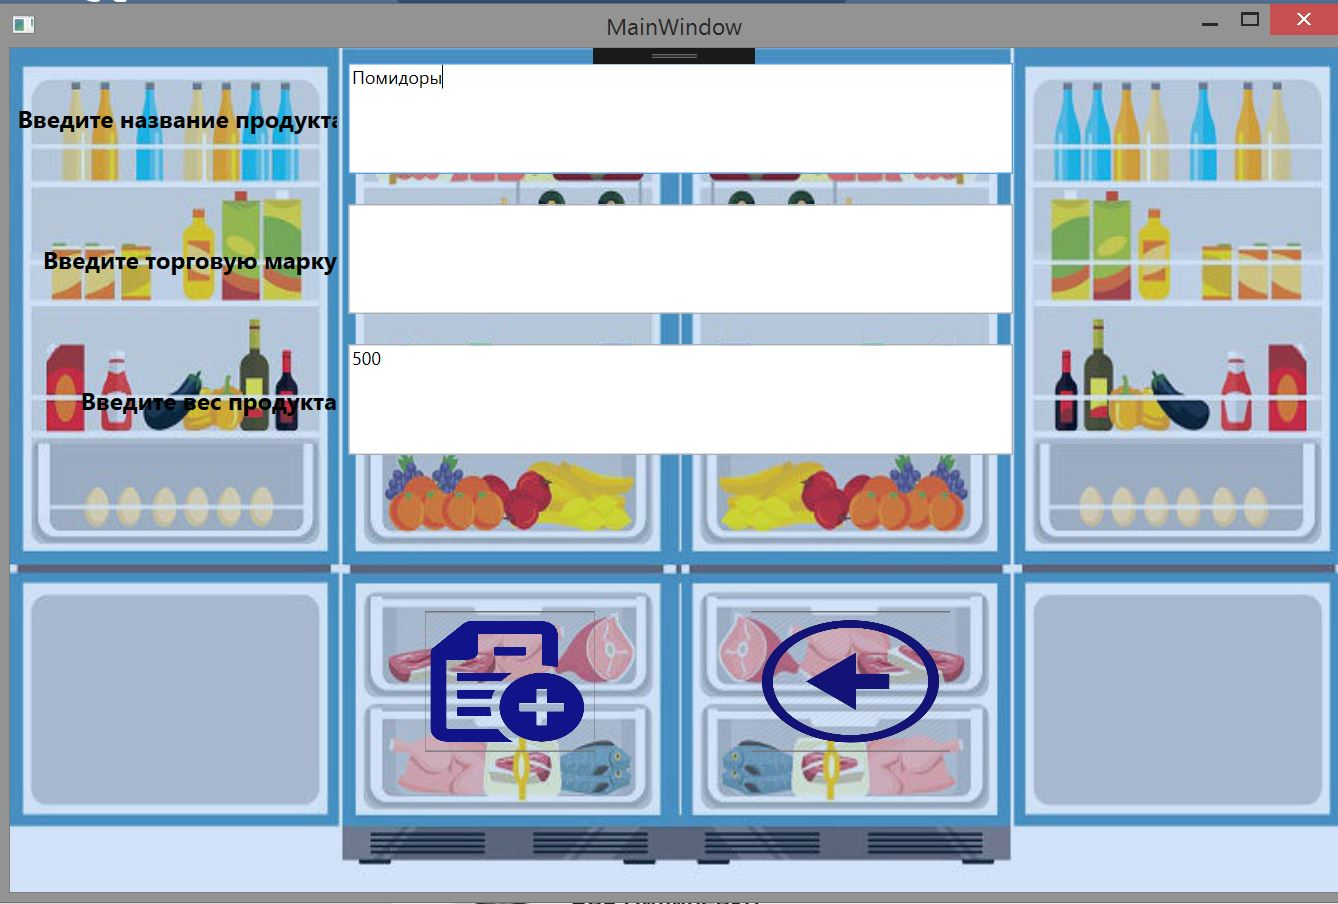 MainWindow
Введите название продукта
Помидоры
Введите торговую марку
Введите вес продукта
500